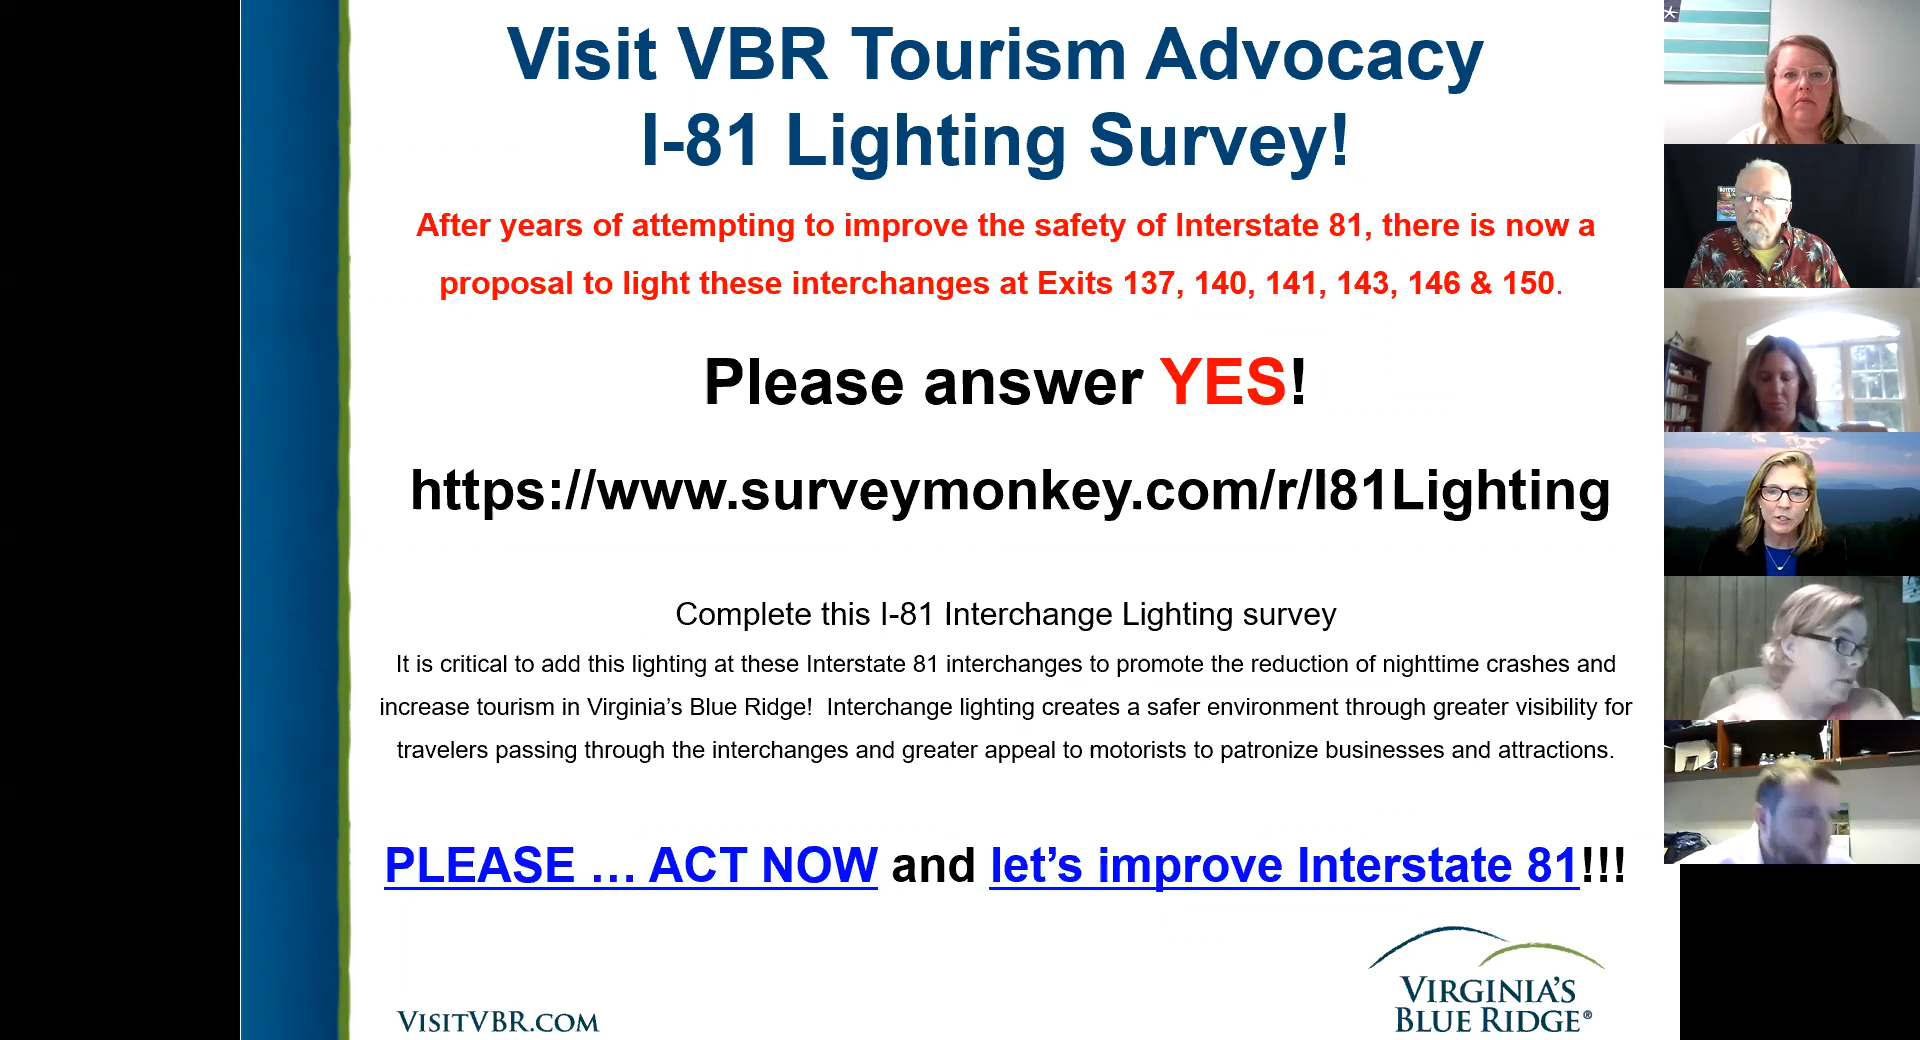 Visit VBR Tourism Advocacy
I-81 Lighting Survey!
After years of attempting to improve the safety of Interstate 81, there is now a
proposal to light these interchanges at Exits 137, 140, 141, 143, 146 & 150.
Please answer YES!
https://www.surveymonkey.com/r/I81Lighting
Complete this I-81 Interchange Lighting survey
It is critical to add this lighting at these Interstate 81 interchanges to promote the reduction of nighttime crashes and
increase tourism in Virginia’s Blue Ridge!  Interchange lighting creates a safer environment through greater visibility for
travelers passing through the interchanges and greater appeal to motorists to patronize businesses and attractions.
PLEASE … ACT NOW and let’s improve Interstate 81!!!
VISITVBR.COM
VIRGINIA’S
BLUE RIDGE®